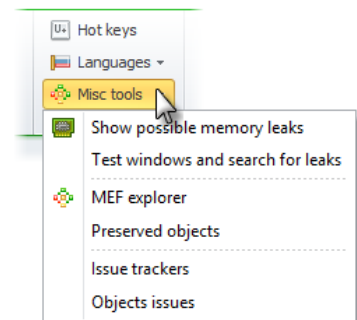 U+ Hot keys
Languages
Misc tools
Show possible memory leaks
Test windows and search for leaks
MEF explorer
Preserved objects
Issue trackers
Objects issues